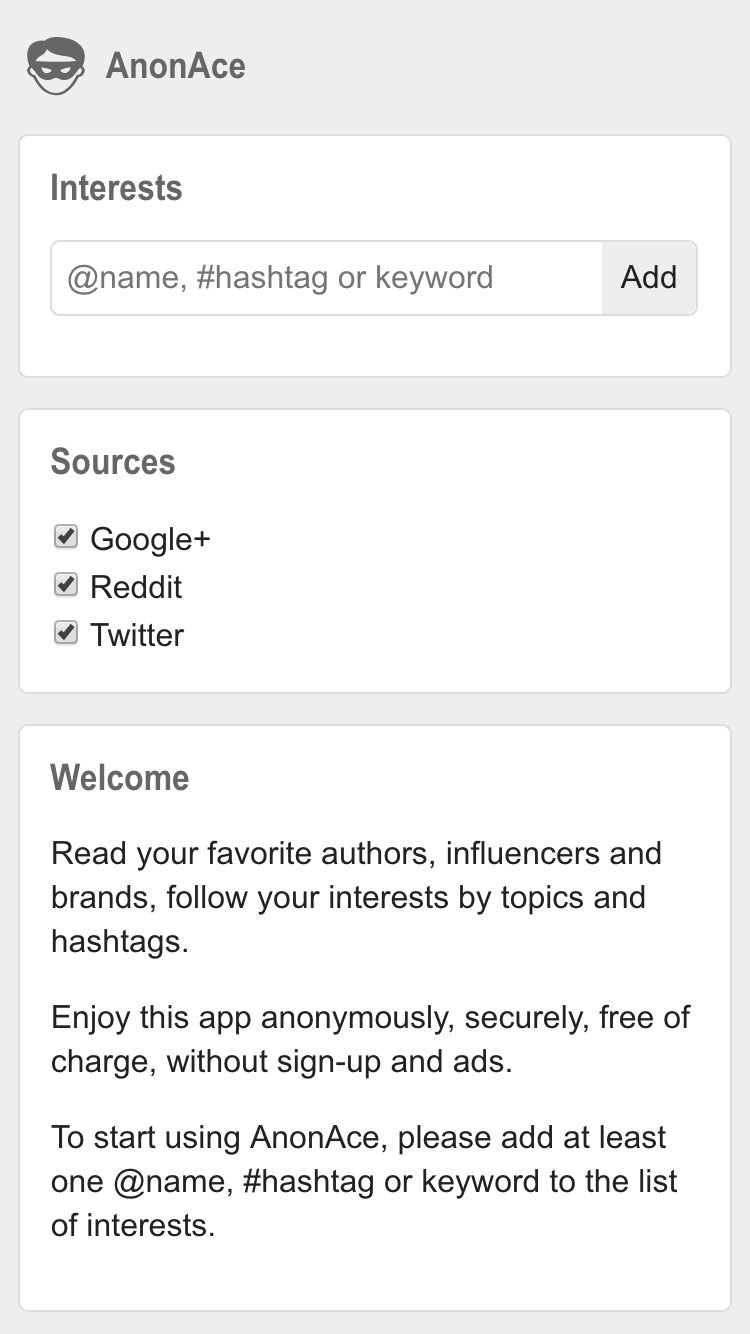 AnonAce
Interests
@name, #hashtag or keyword
Add
Sources
Google+
Reddit
Twitter
Welcome
Read your favorite authors, influencers and
brands, follow your interests by topics and
hashtags.
Enjoy this app anonymously, securely, free of
charge, without sign-up and ads.
To start using AnonAce, please add at least
one @name, #hashtag or keyword to the list
of interests.